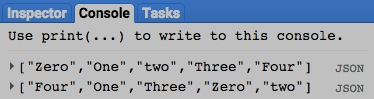 Inspector Console Tasks
Use print(...) to write to this console.
["Zero","One","two","Three","Four"] JSON
["Four","One","Three","Zero","two"] JSON